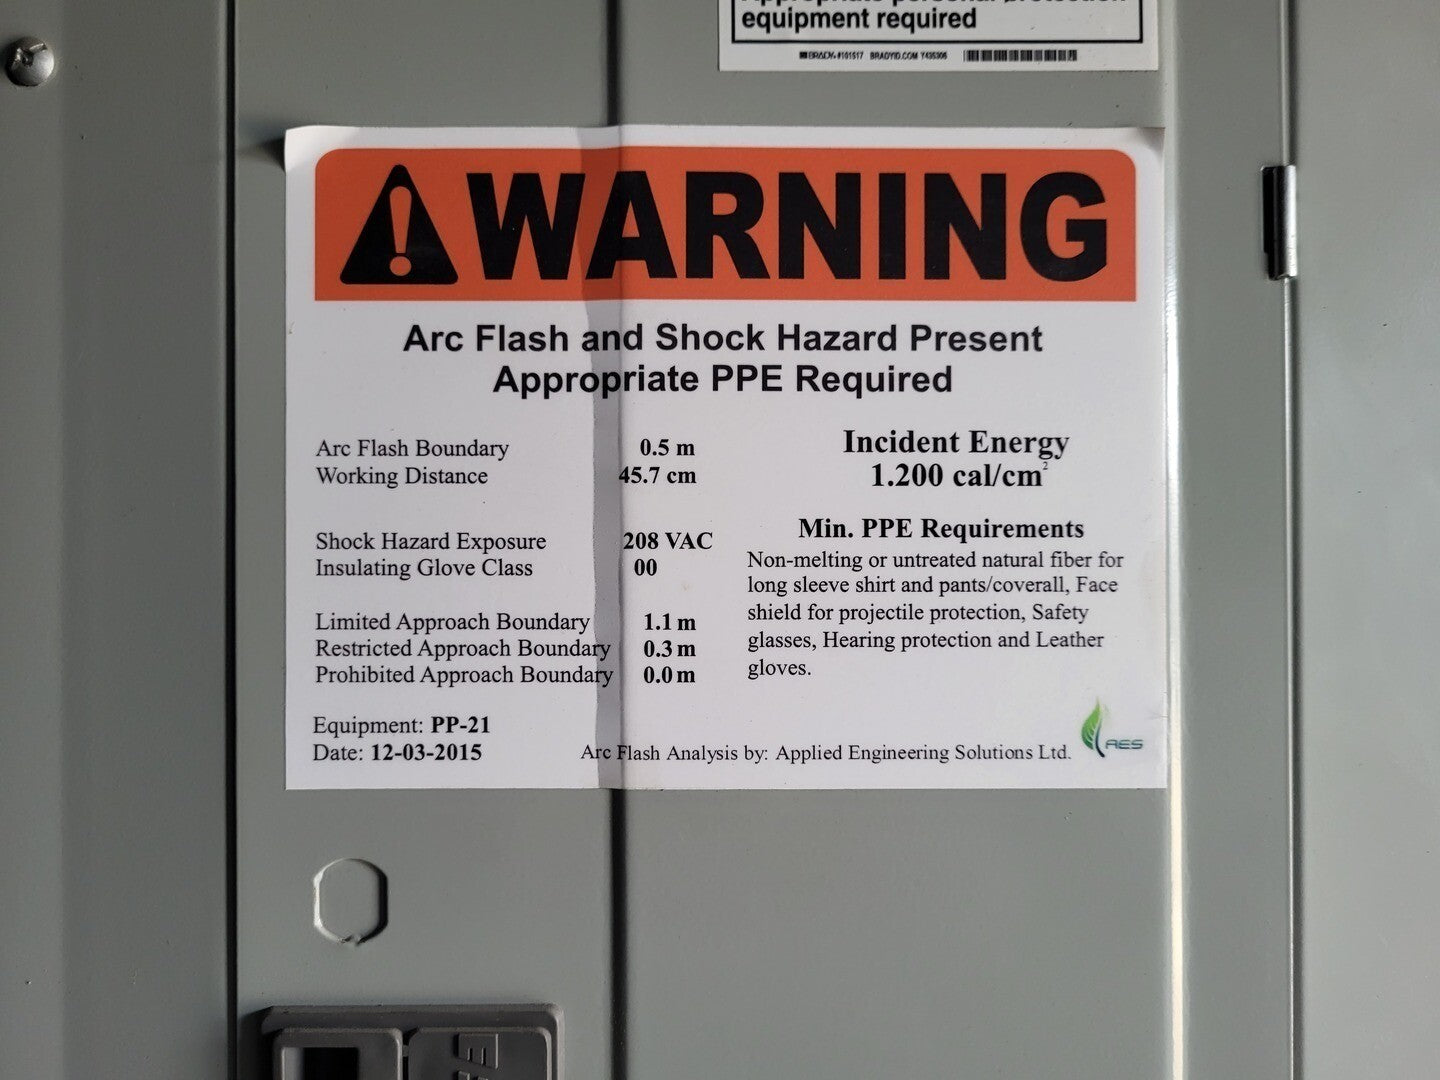 Appropriate personal protection
equipment required
BRADY #101517 BRADYID.COM Y435306
WARNING
Arc Flash and Shock Hazard Present
Appropriate PPE Required
Arc Flash Boundary 0.5 m
Working Distance 45.7 cm
Incident Energy
1.200 cal/cm²
Shock Hazard Exposure 208 VAC
Insulating Glove Class 00
Limited Approach Boundary 1.1 m
Restricted Approach Boundary 0.3 m
Prohibited Approach Boundary 0.0 m
Min. PPE Requirements
Non-melting or untreated natural fiber for
long sleeve shirt and pants/coverall, Face
shield for projectile protection, Safety
glasses, Hearing protection and Leather
gloves.
Equipment: PP-21
Date: 12-03-2015
Arc Flash Analysis by: Applied Engineering Solutions Ltd.
AES